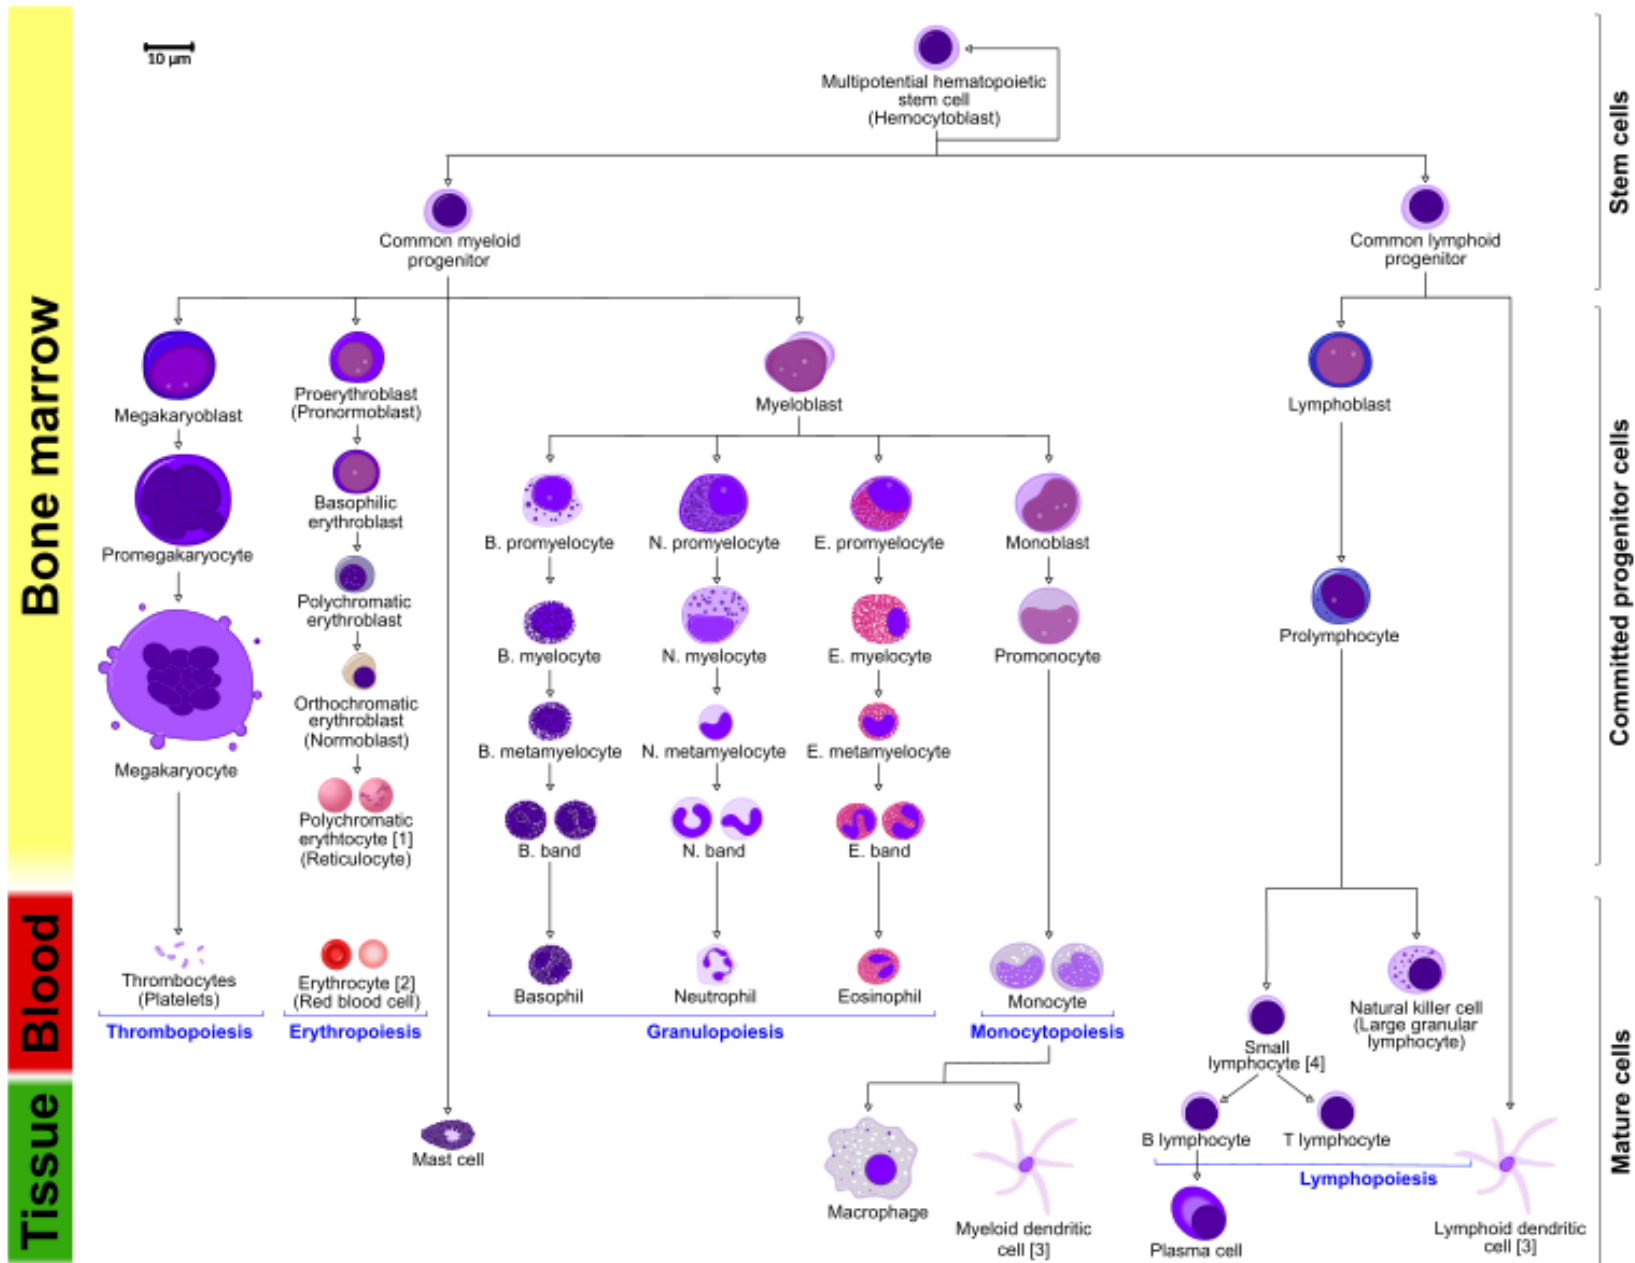 10 µm
Multipotential hematopoietic
stem cell
(Hemocytoblast)
Common myeloid
progenitor
Common lymphoid
progenitor
Megakaryoblast
Proerythroblast
(Pronormoblast)
Myeloblast
Lymphoblast
Basophilic
erythroblast
Promegakaryocyte
B. promyelocyte
N. promyelocyte
E. promyelocyte
Monoblast
Polychromatic
erythroblast
Prolymphocyte
B. myelocyte
N. myelocyte
E. myelocyte
Promonocyte
Orthochromatic
erythroblast
(Normoblast)
Megakaryocyte
B. metamyelocyte
N. metamyelocyte
E. metamyelocyte
Polychromatic
erythtocyte [1]
(Reticulocyte)
B. band
N. band
E. band
Thrombocytes
(Platelets)
Erythrocyte [2]
(Red blood cell)
Basophil
Neutrophil
Eosinophil
Monocyte
Natural killer cell
(Large granular
lymphocyte)
Thrombopoiesis
Erythropoiesis
Granulopoiesis
Monocytopoiesis
Small
lymphocyte [4]
Mast cell
B lymphocyte
T lymphocyte
Lymphopoiesis
Macrophage
Myeloid dendritic
cell [3]
Plasma cell
Lymphoid dendritic
cell [3]
Bone marrow
Blood
Tissue
Stem cells
Committed progenitor cells
Mature cells